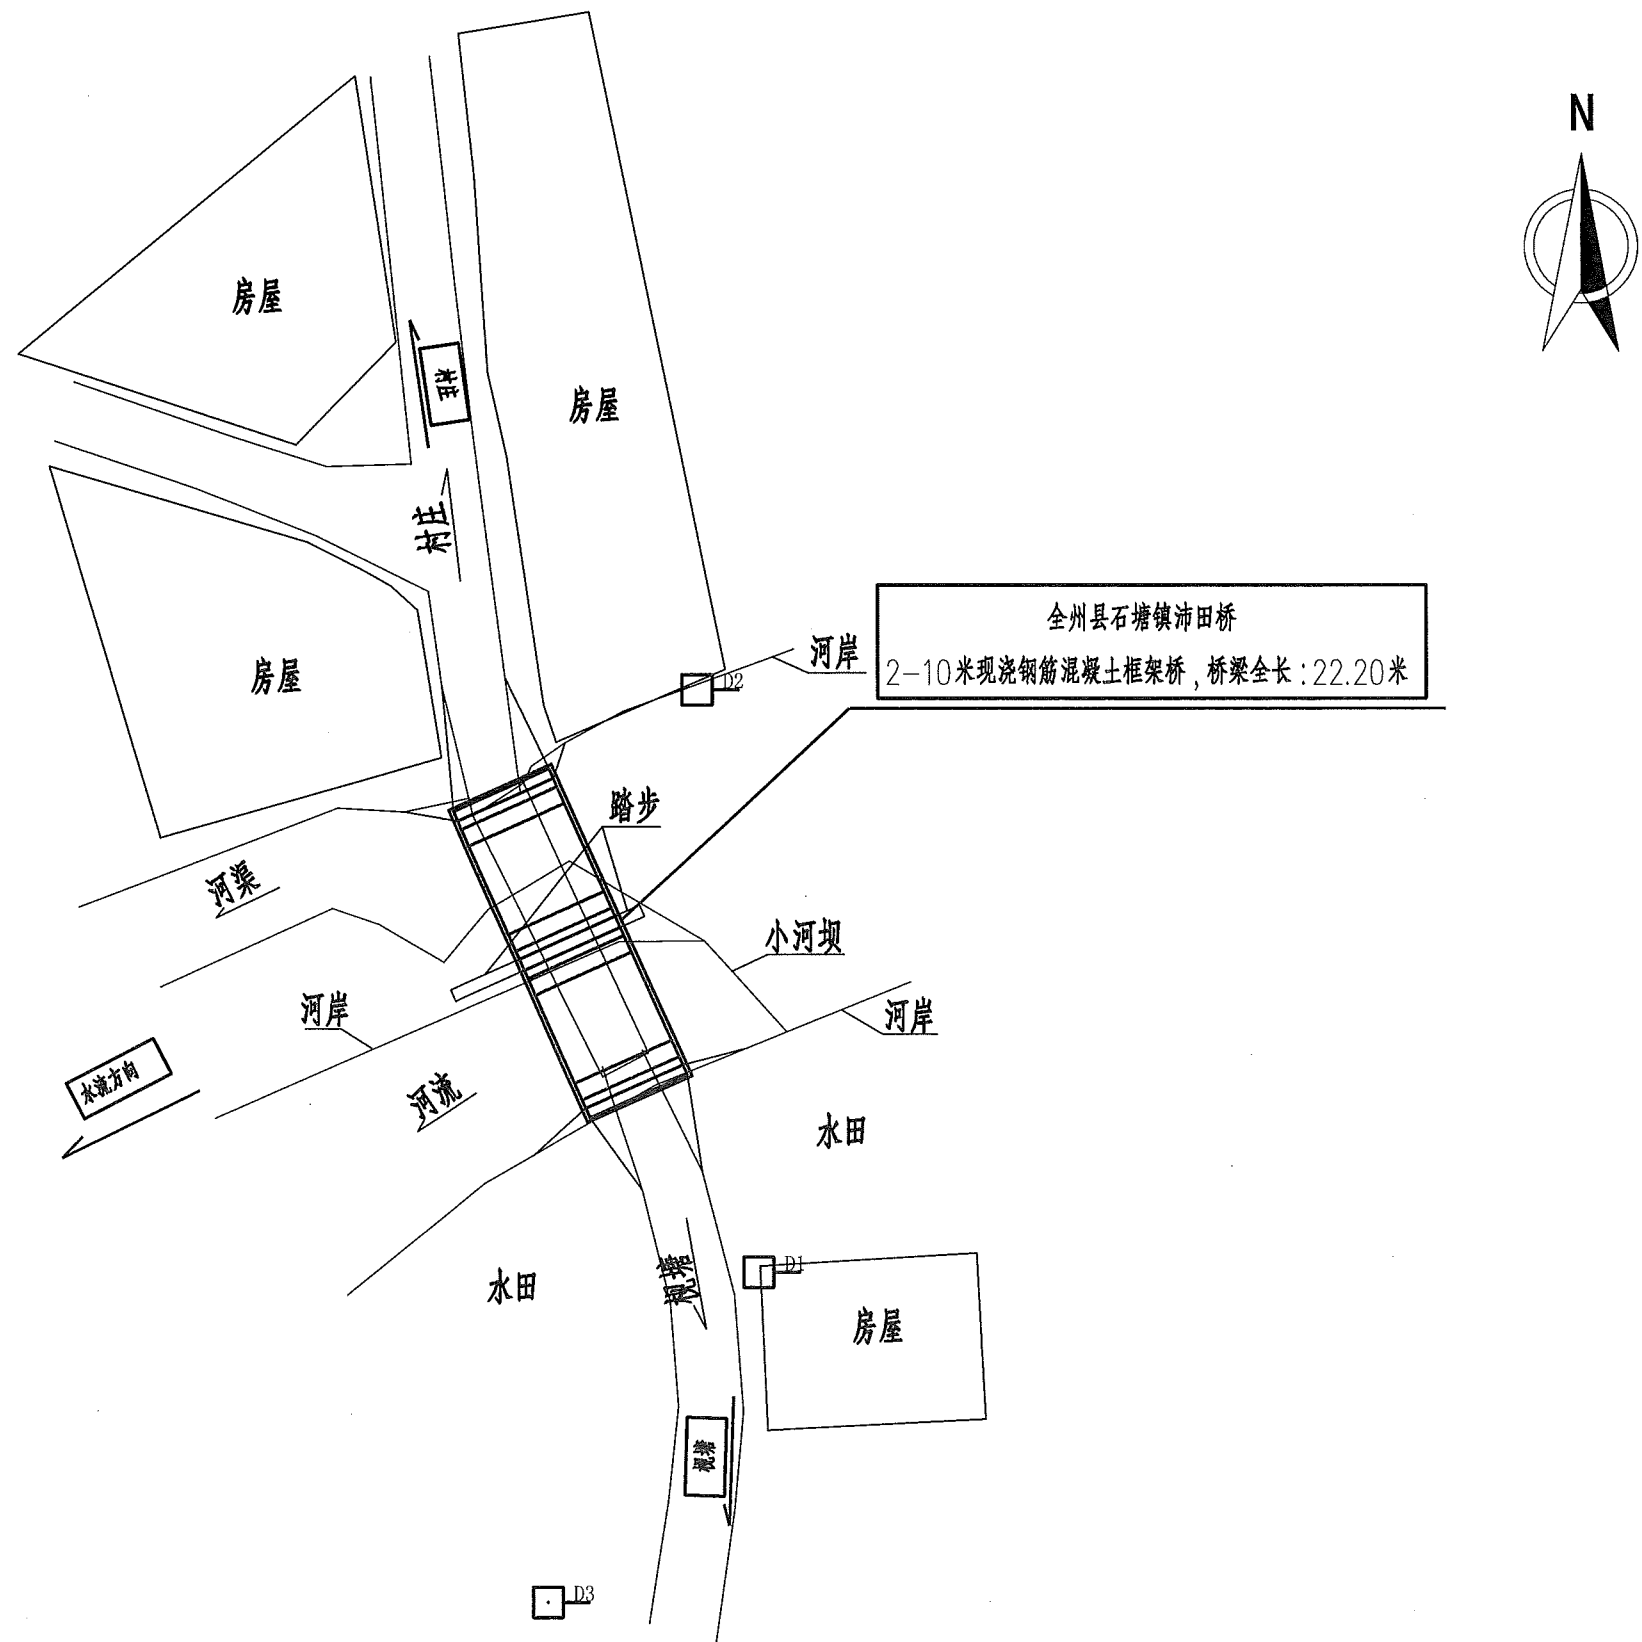 N
房屋
村庄
房屋
村庄
房屋
河岸
D2
全州县石塘镇沛田桥
2-10米现浇钢筋混凝土框架桥,桥梁全长:22.20米
踏步
河渠
小河坝
河岸
河岸
水流方向
河流
水田
水田
枧塘
D1
房屋
枧塘
D3